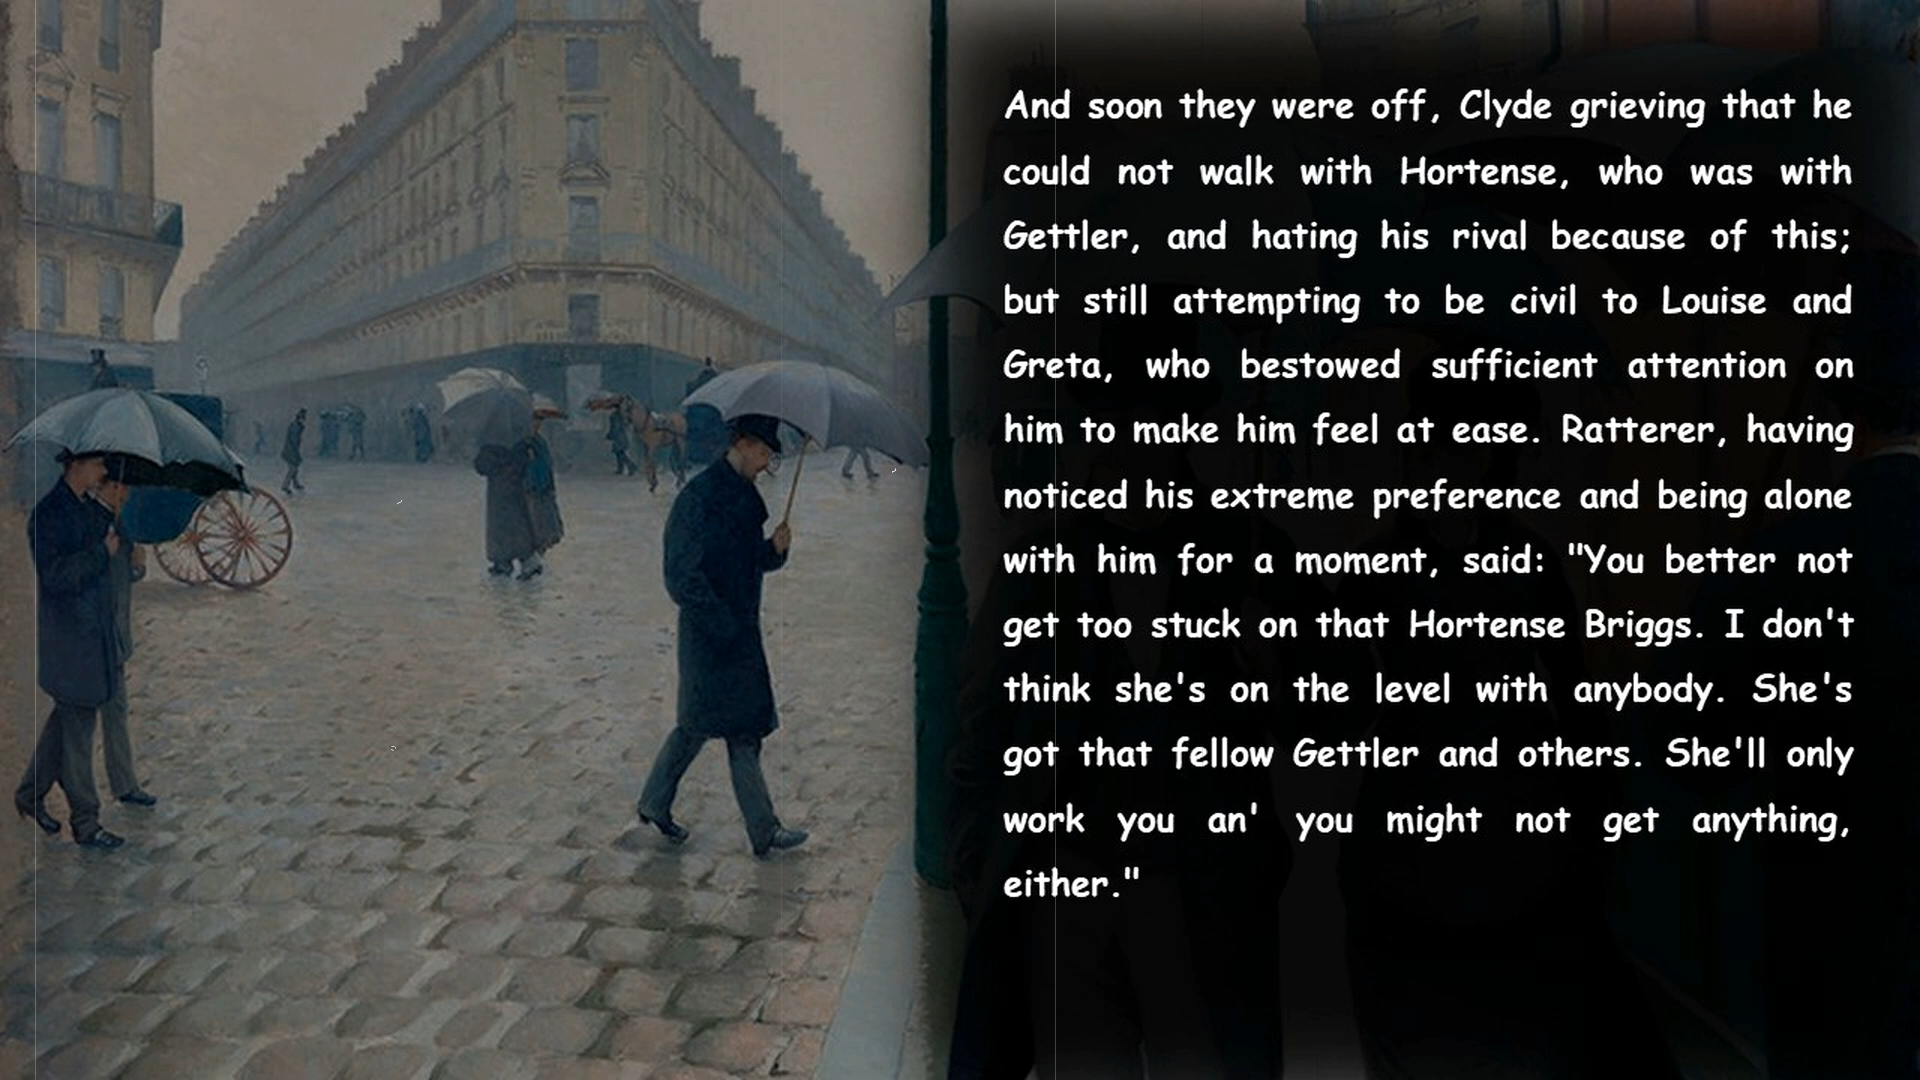 And soon they were off, Clyde grieving that he
could not walk with Hortense, who was with
Gettler, and hating his rival because of this;
but still attempting to be civil to Louise and
Greta, who bestowed sufficient attention on
him to make him feel at ease. Ratterer, having
noticed his extreme preference and being alone
with him for a moment, said: "You better not
get too stuck on that Hortense Briggs. I don't
think she's on the level with anybody. She's
got that fellow Gettler and others. She'll only
work you an' you might not get anything,
either."